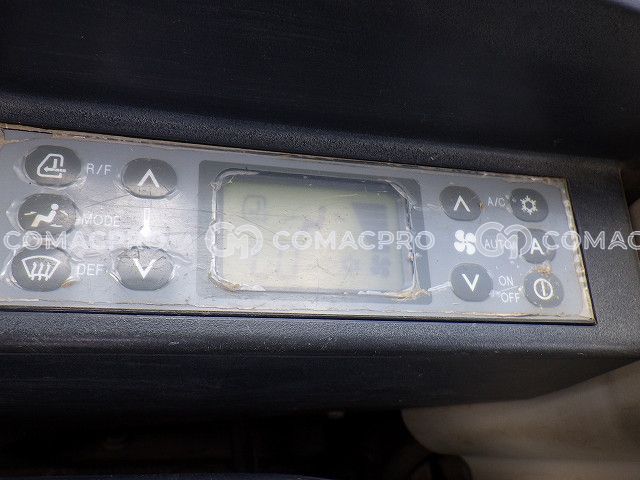 R/F
MODE
DEF
A/C
AUTO
A
ON
OFF
COMACPRO
COMACPRO
COMAC